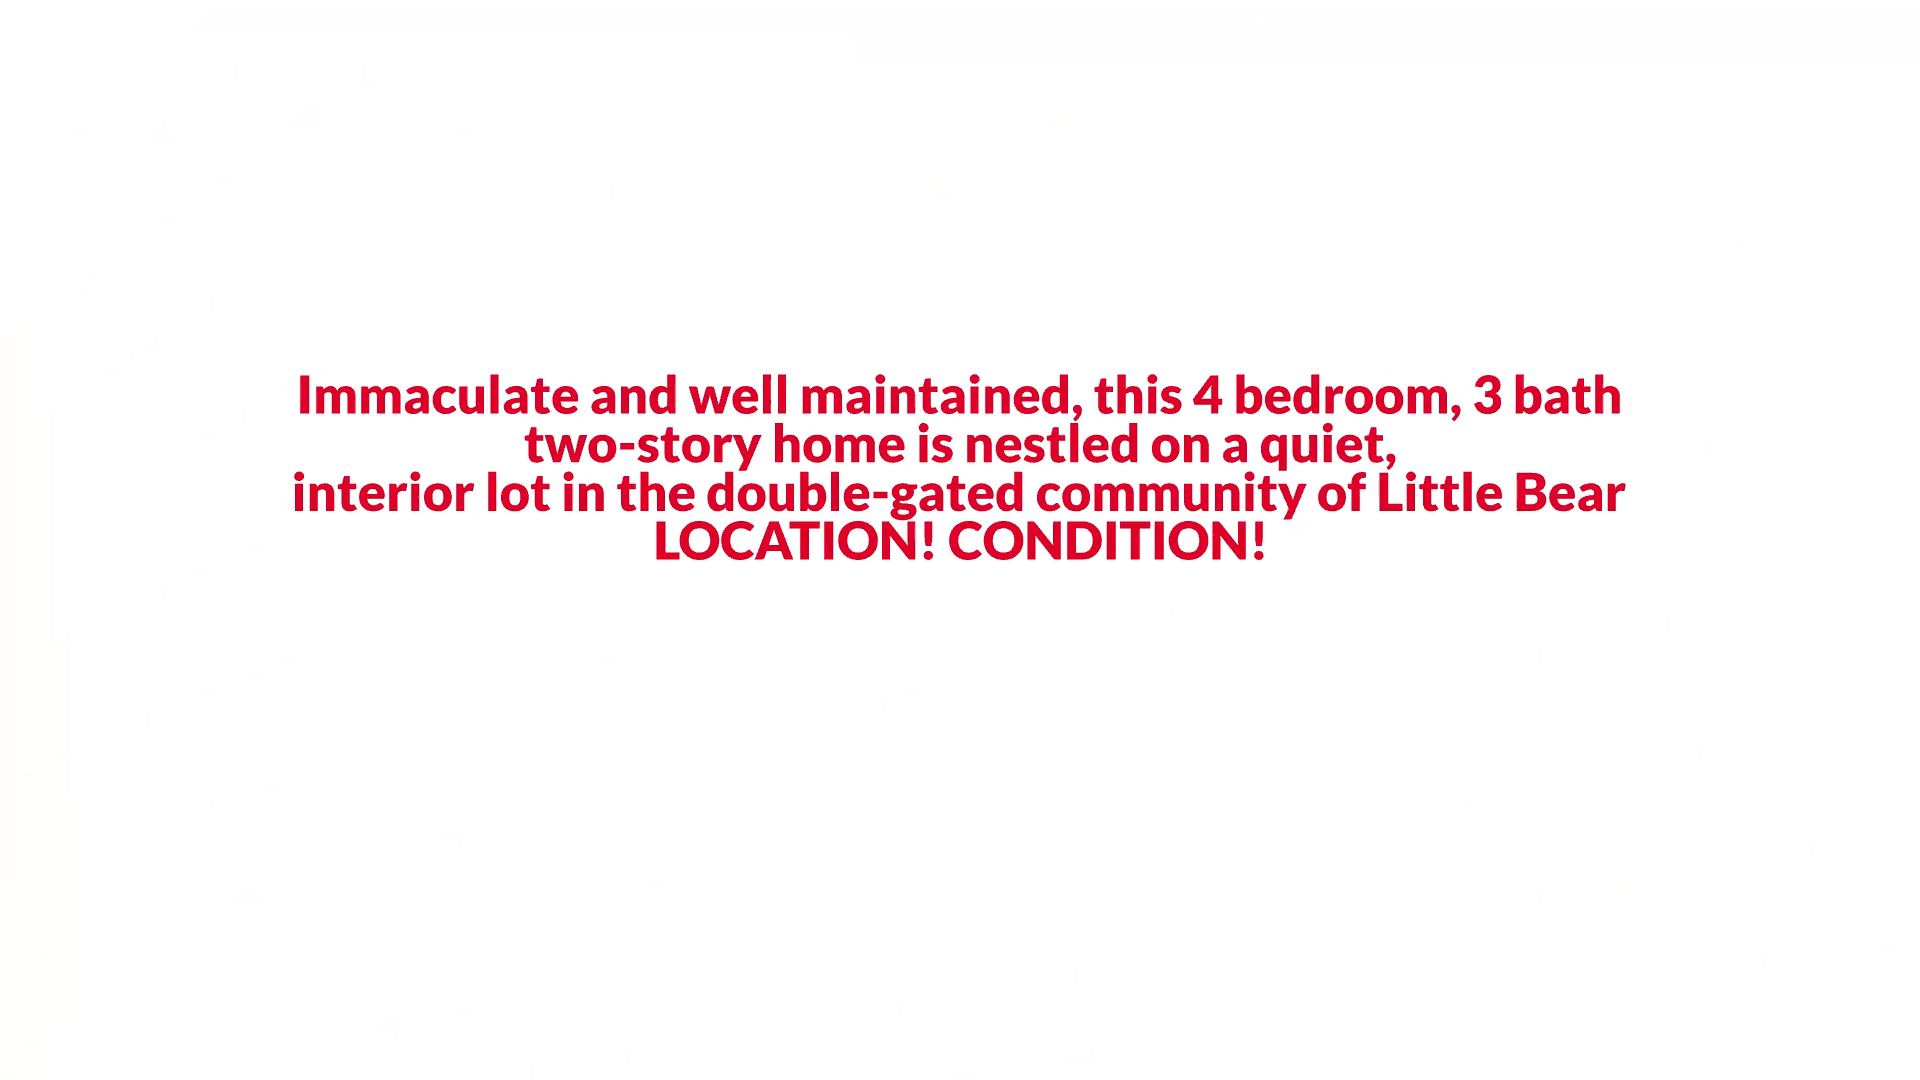 Immaculate and well maintained, this 4 bedroom, 3 bath
two-story home is nestled on a quiet,
interior lot in the double-gated community of Little Bear
LOCATION! CONDITION!